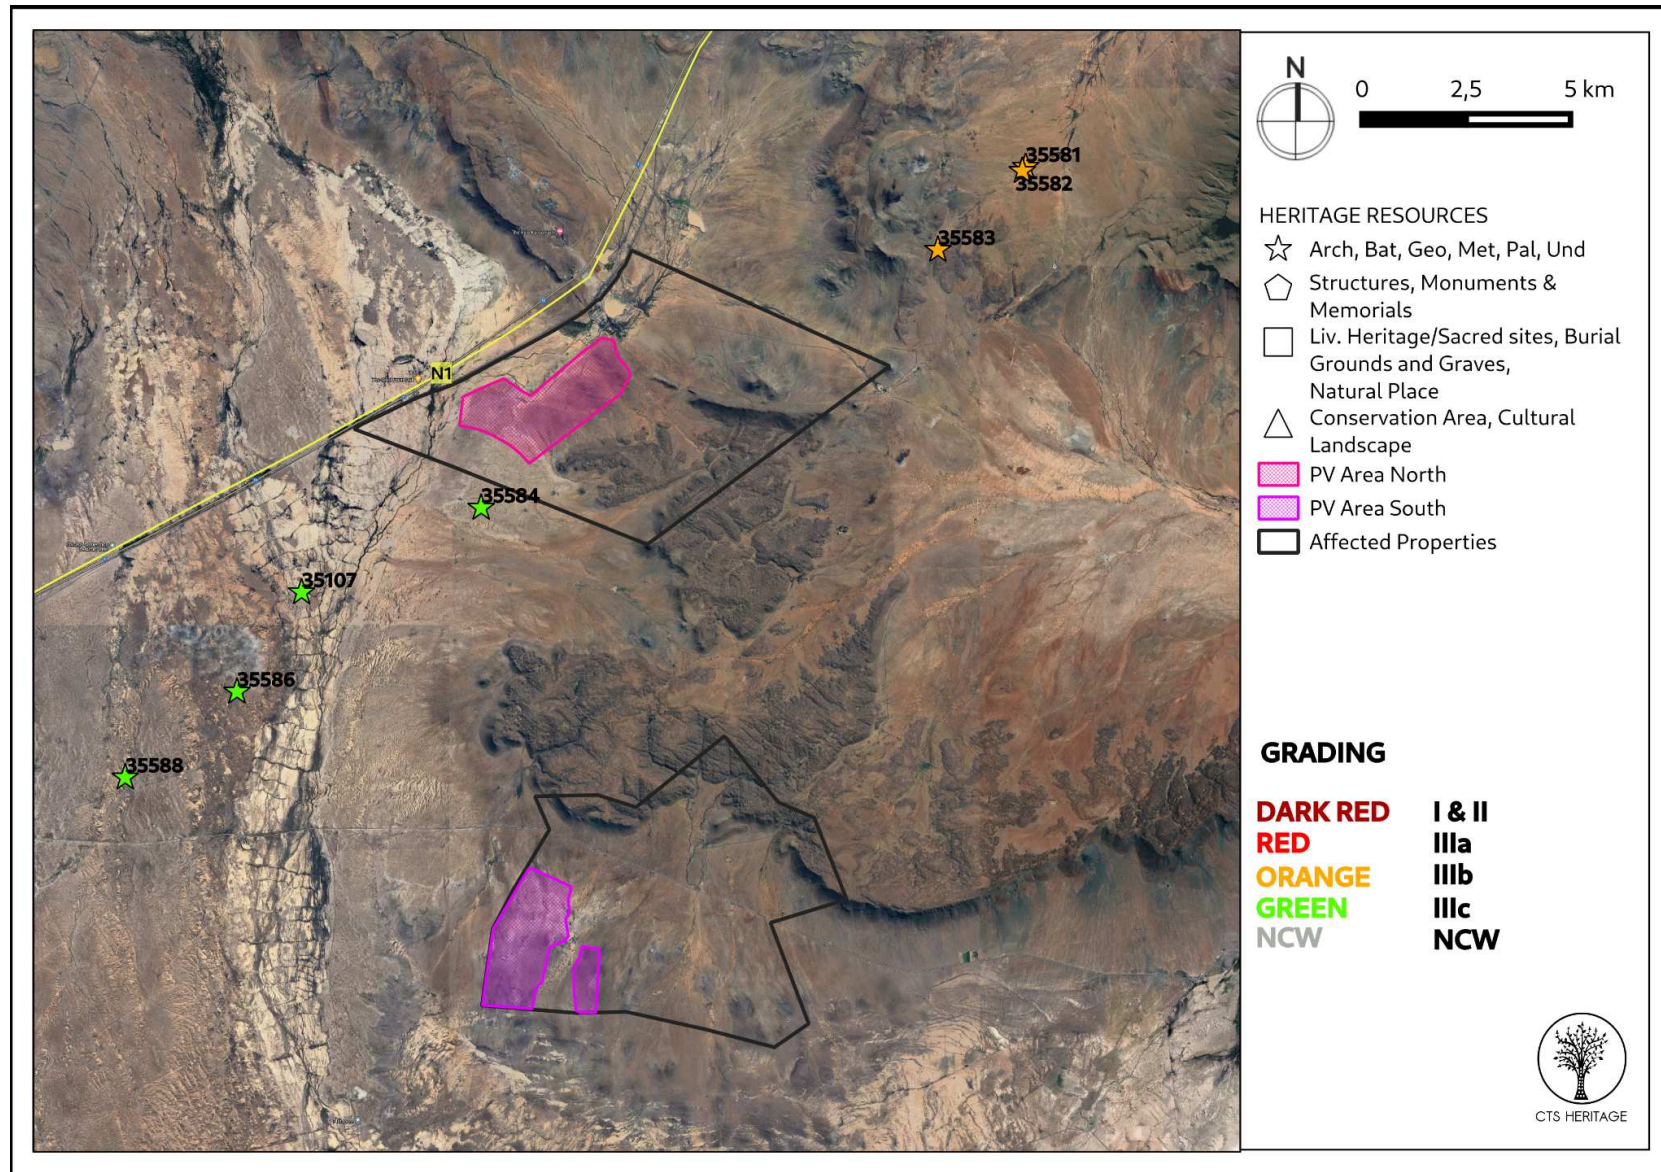 N
0 2,5 5 km
HERITAGE RESOURCES
Arch, Bat, Geo, Met, Pal, Und
Structures, Monuments &
Memorials
Liv. Heritage/Sacred sites, Burial
Grounds and Graves,
Natural Place
Conservation Area, Cultural
Landscape
PV Area North
PV Area South
Affected Properties
GRADING
DARK RED I & II
RED IIIa
ORANGE IIIb
GREEN IIIc
NCW NCW
CTS HERITAGE
35581
35582
35583
N1
35584
35107
35586
35588